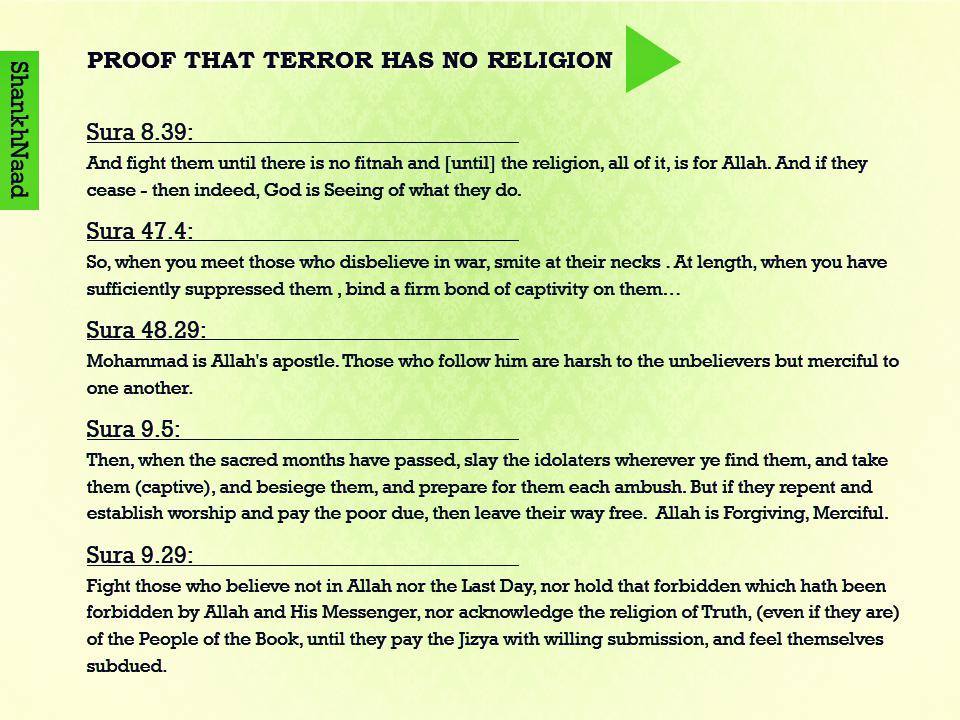 PROOF THAT TERROR HAS NO RELIGION
ShankhNaad
Sura 8.39:
And fight them until there is no fitnah and [until] the religion, all of it, is for Allah. And if they
cease - then indeed, God is Seeing of what they do.
Sura 47.4:
So, when you meet those who disbelieve in war, smite at their necks . At length, when you have
sufficiently suppressed them , bind a firm bond of captivity on them…
Sura 48.29:
Mohammad is Allah's apostle. Those who follow him are harsh to the unbelievers but merciful to
one another.
Sura 9.5:
Then, when the sacred months have passed, slay the idolaters wherever ye find them, and take
them (captive), and besiege them, and prepare for them each ambush. But if they repent and
establish worship and pay the poor due, then leave their way free.  Allah is Forgiving, Merciful.
Sura 9.29:
Fight those who believe not in Allah nor the Last Day, nor hold that forbidden which hath been
forbidden by Allah and His Messenger, nor acknowledge the religion of Truth, (even if they are)
of the People of the Book, until they pay the Jizya with willing submission, and feel themselves
subdued.